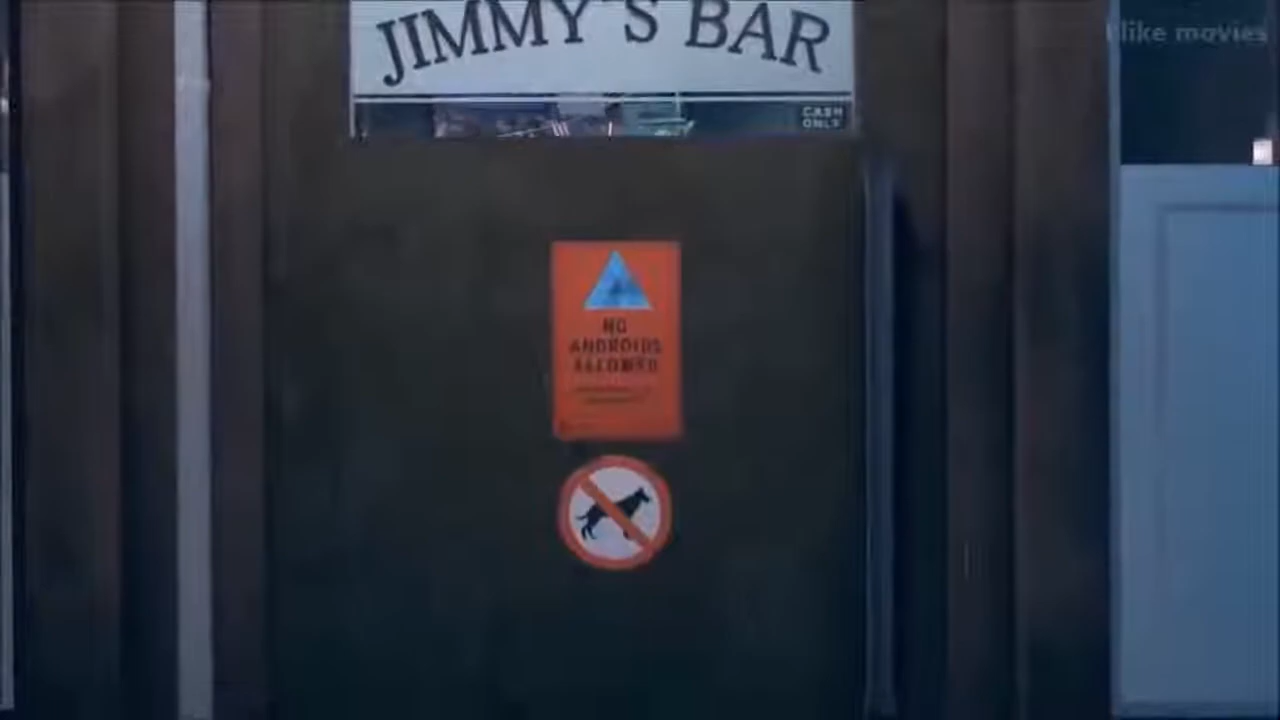 JIMMY'S BAR
I like movies
CASH
ONLY
NO
ANDROIDS
ALLOWED